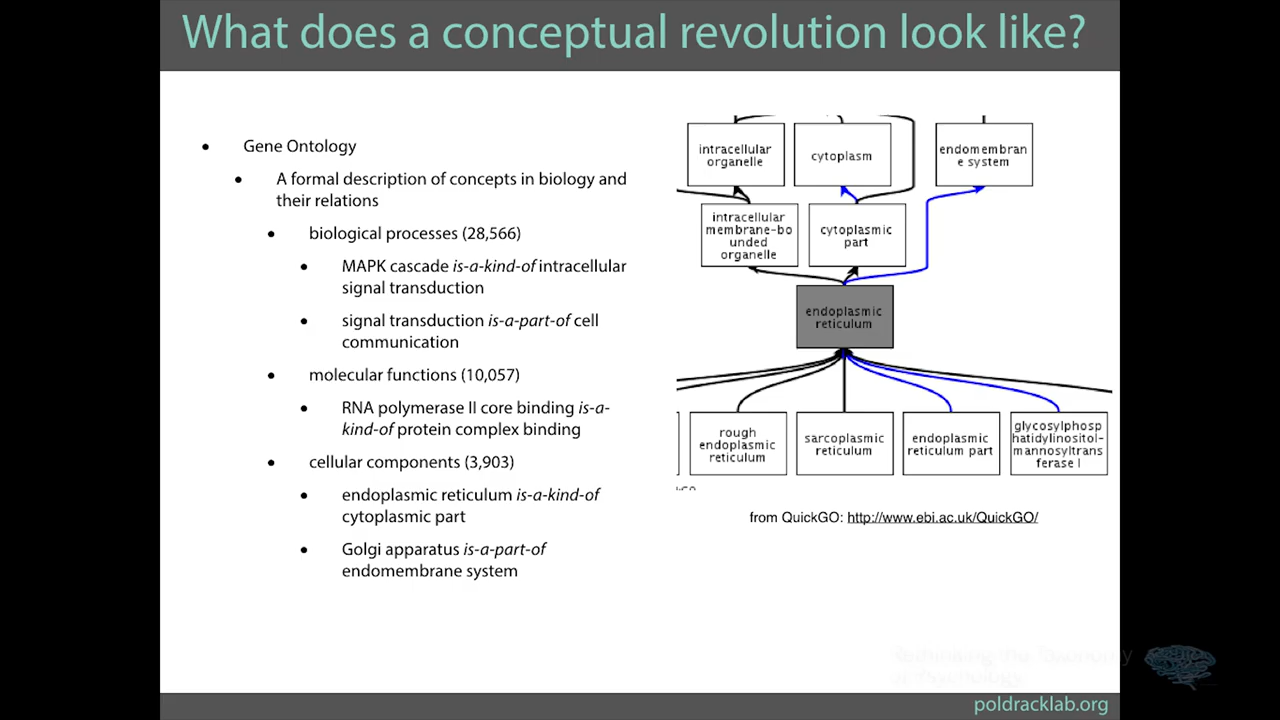 What does a conceptual revolution look like?
• Gene Ontology
• A formal description of concepts in biology and
their relations
• biological processes (28,566)
• MAPK cascade is-a-kind-of intracellular
signal transduction
• signal transduction is-a-part-of cell
communication
• molecular functions (10,057)
• RNA polymerase II core binding is-a-
kind-of protein complex binding
• cellular components (3,903)
• endoplasmic reticulum is-a-kind-of
cytoplasmic part
• Golgi apparatus is-a-part-of
endomembrane system
intracellular
organelle
cytoplasm
endomembran
e system
intracellular
membrane-bo
unded
organelle
cytoplasmic
part
endoplasmic
reticulum
rough
endoplasmic
reticulum
sarcoplasmic
reticulum
endoplasmic
reticulum part
glycosylphosp
hatidylinositol-
mannosyltrans
ferase I
from QuickGO: http://www.ebi.ac.uk/QuickGO/
poldracklab.org